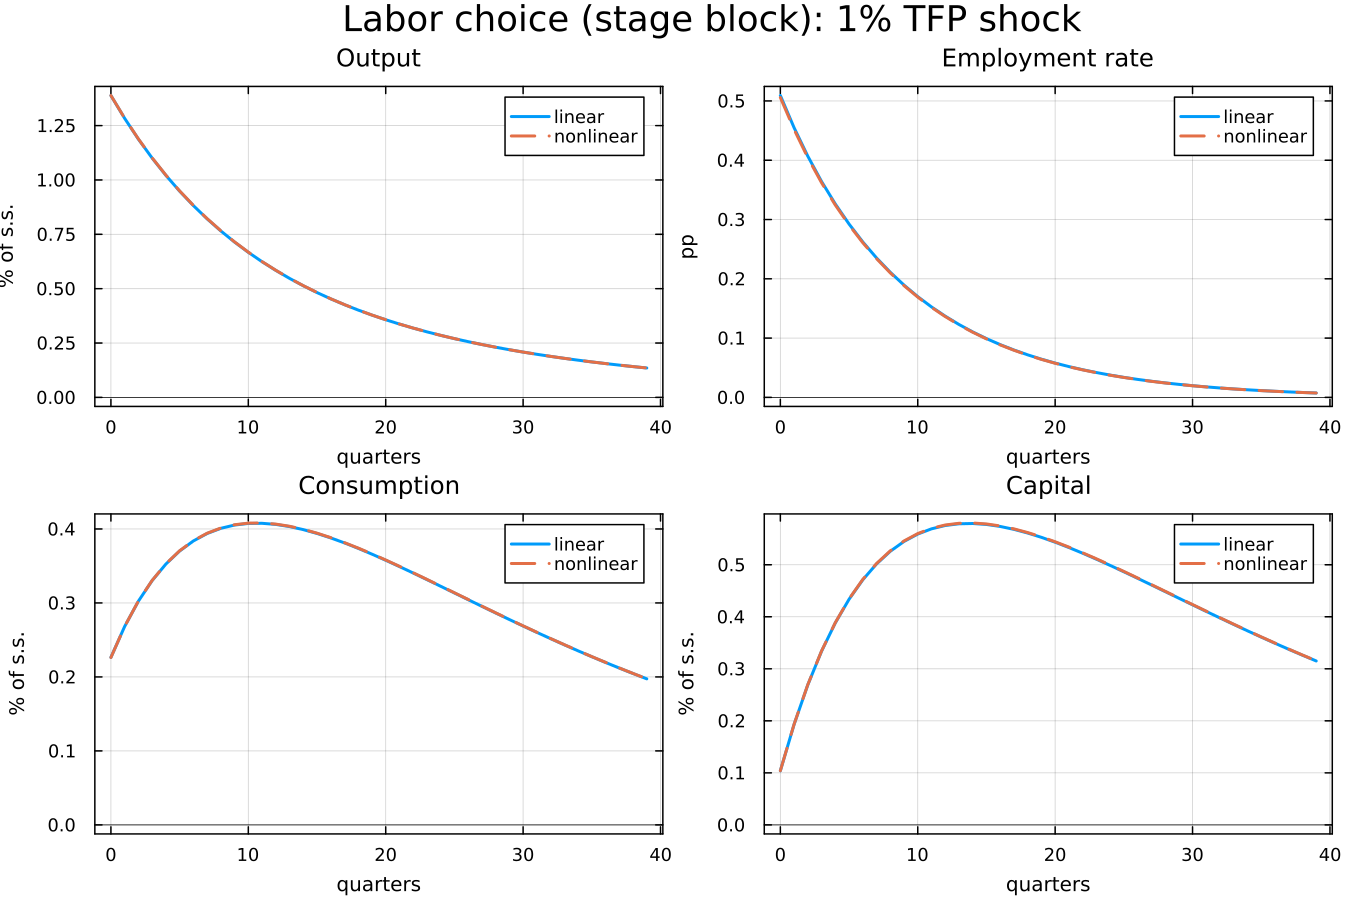 Labor choice (stage block): 1% TFP shock
Output
% of s.s.
1.25
1.00
0.75
0.50
0.25
0.00
linear
nonlinear
0 10 20 30 40
quarters
Employment rate
pp
0.5
0.4
0.3
0.2
0.1
0.0
linear
nonlinear
0 10 20 30 40
quarters
Consumption
% of s.s.
0.4
0.3
0.2
0.1
0.0
linear
nonlinear
0 10 20 30 40
quarters
Capital
% of s.s.
0.5
0.4
0.3
0.2
0.1
0.0
linear
nonlinear
0 10 20 30 40
quarters